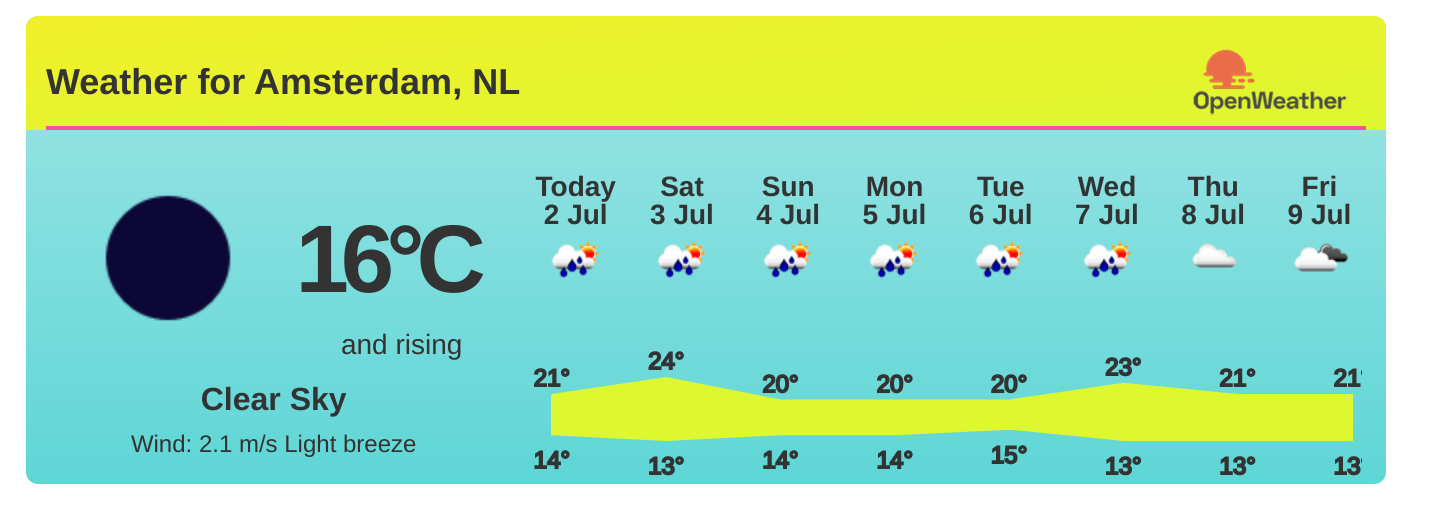 Weather for Amsterdam, NL
OpenWeather
Today Sat Sun Mon Tue Wed Thu Fri
2 Jul 3 Jul 4 Jul 5 Jul 6 Jul 7 Jul 8 Jul 9 Jul
16°C
and rising
Clear Sky
Wind: 2.1 m/s Light breeze
21° 24° 20° 20° 20° 23° 21° 21°
14° 13° 14° 14° 15° 13° 13° 13°